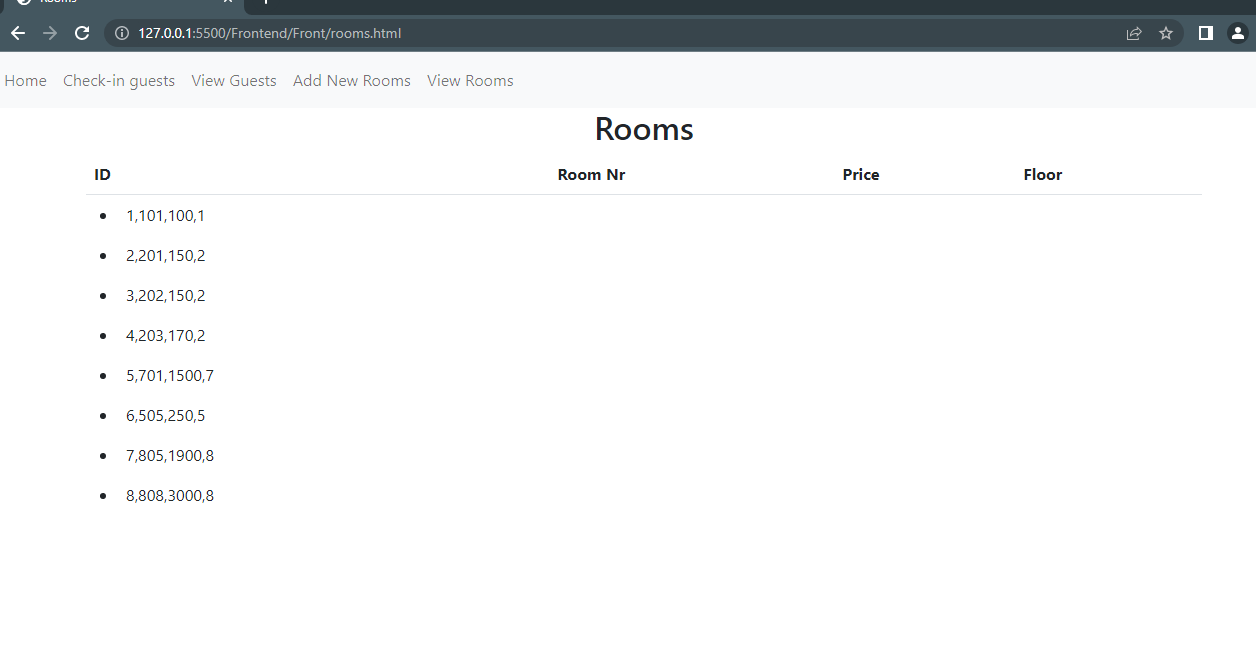 Rooms
127.0.0.1:5500/Frontend/Front/rooms.html
Home Check-in guests View Guests Add New Rooms View Rooms
Rooms
ID Room Nr Price Floor
1,101,100,1
2,201,150,2
3,202,150,2
4,203,170,2
5,701,1500,7
6,505,250,5
7,805,1900,8
8,808,3000,8